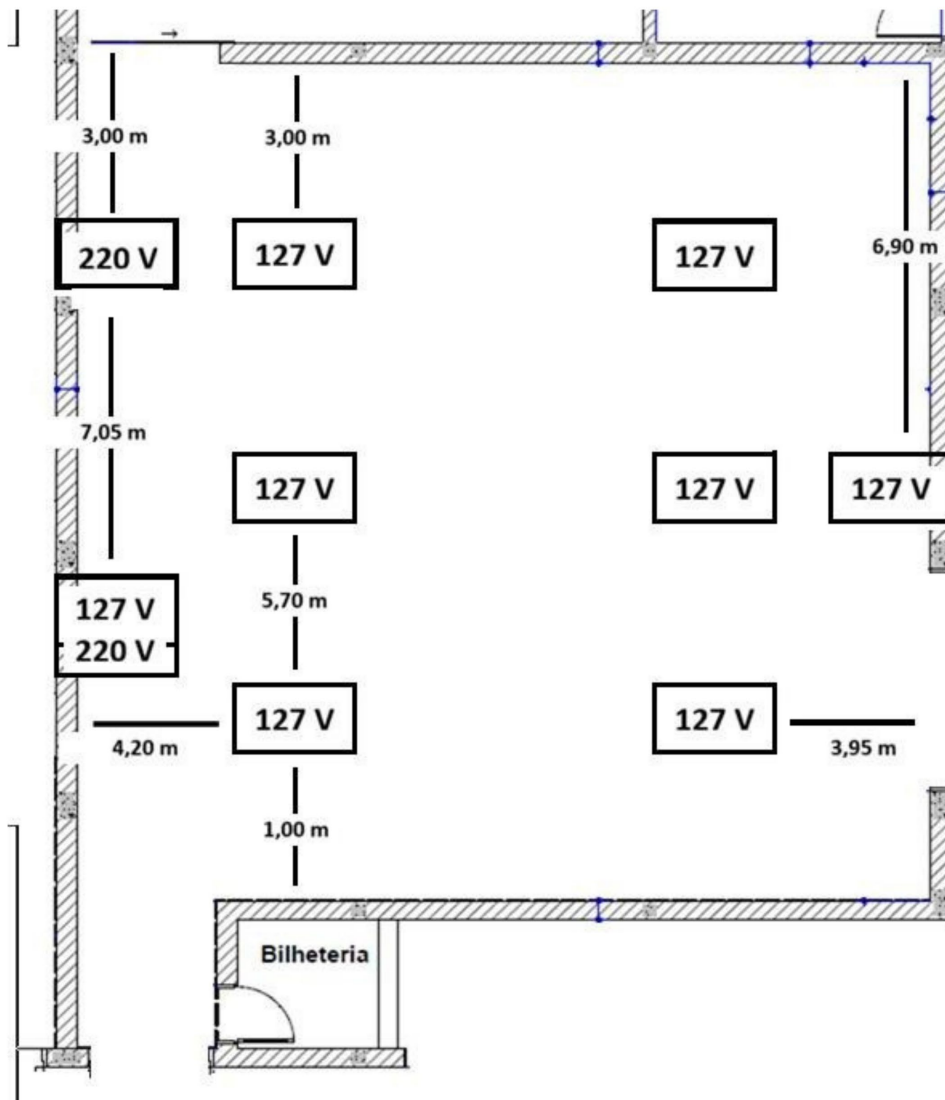 3,00 m
3,00 m
220 V
127 V
127 V
6,90 m
7,05 m
127 V
127 V
127 V
127 V
220 V
5,70 m
127 V
127 V
4,20 m
3,95 m
1,00 m
Bilheteria